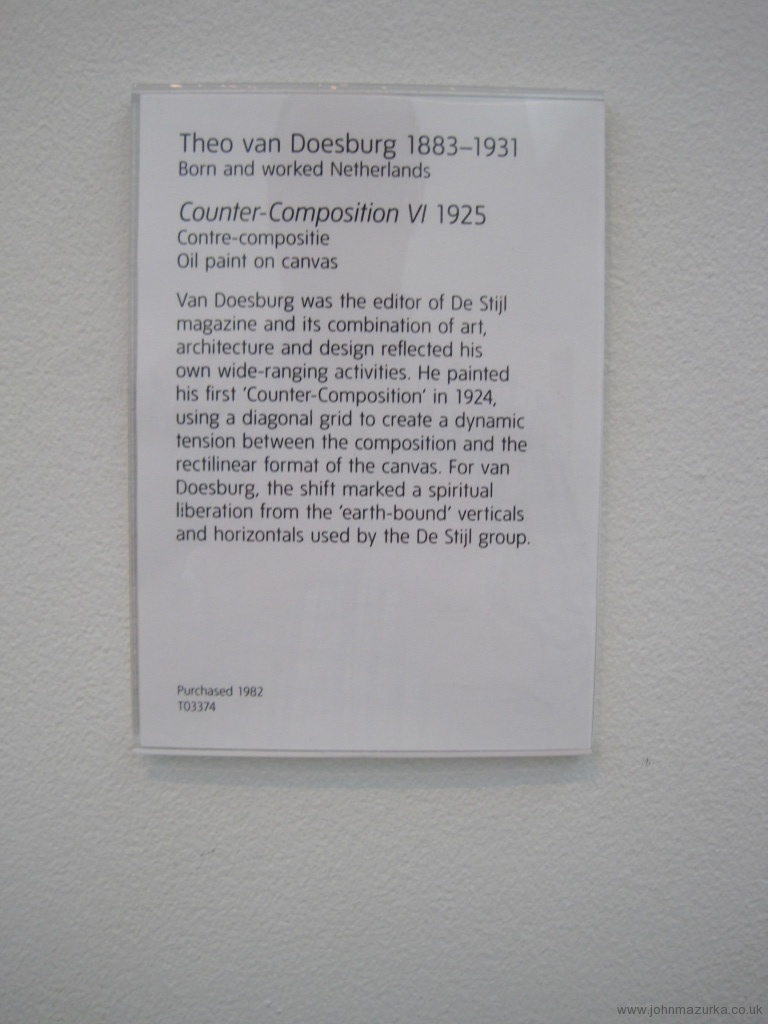 Theo van Doesburg 1883–1931
Born and worked Netherlands
Counter-Composition VI 1925
Contre-compositie
Oil paint on canvas
Van Doesburg was the editor of De Stijl
magazine and its combination of art,
architecture and design reflected his
own wide-ranging activities. He painted
his first ‘Counter-Composition’ in 1924,
using a diagonal grid to create a dynamic
tension between the composition and the
rectilinear format of the canvas. For van
Doesburg, the shift marked a spiritual
liberation from the ‘earth-bound’ verticals
and horizontals used by the De Stijl group.
Purchased 1982
T03374
www.johnmazurka.co.uk